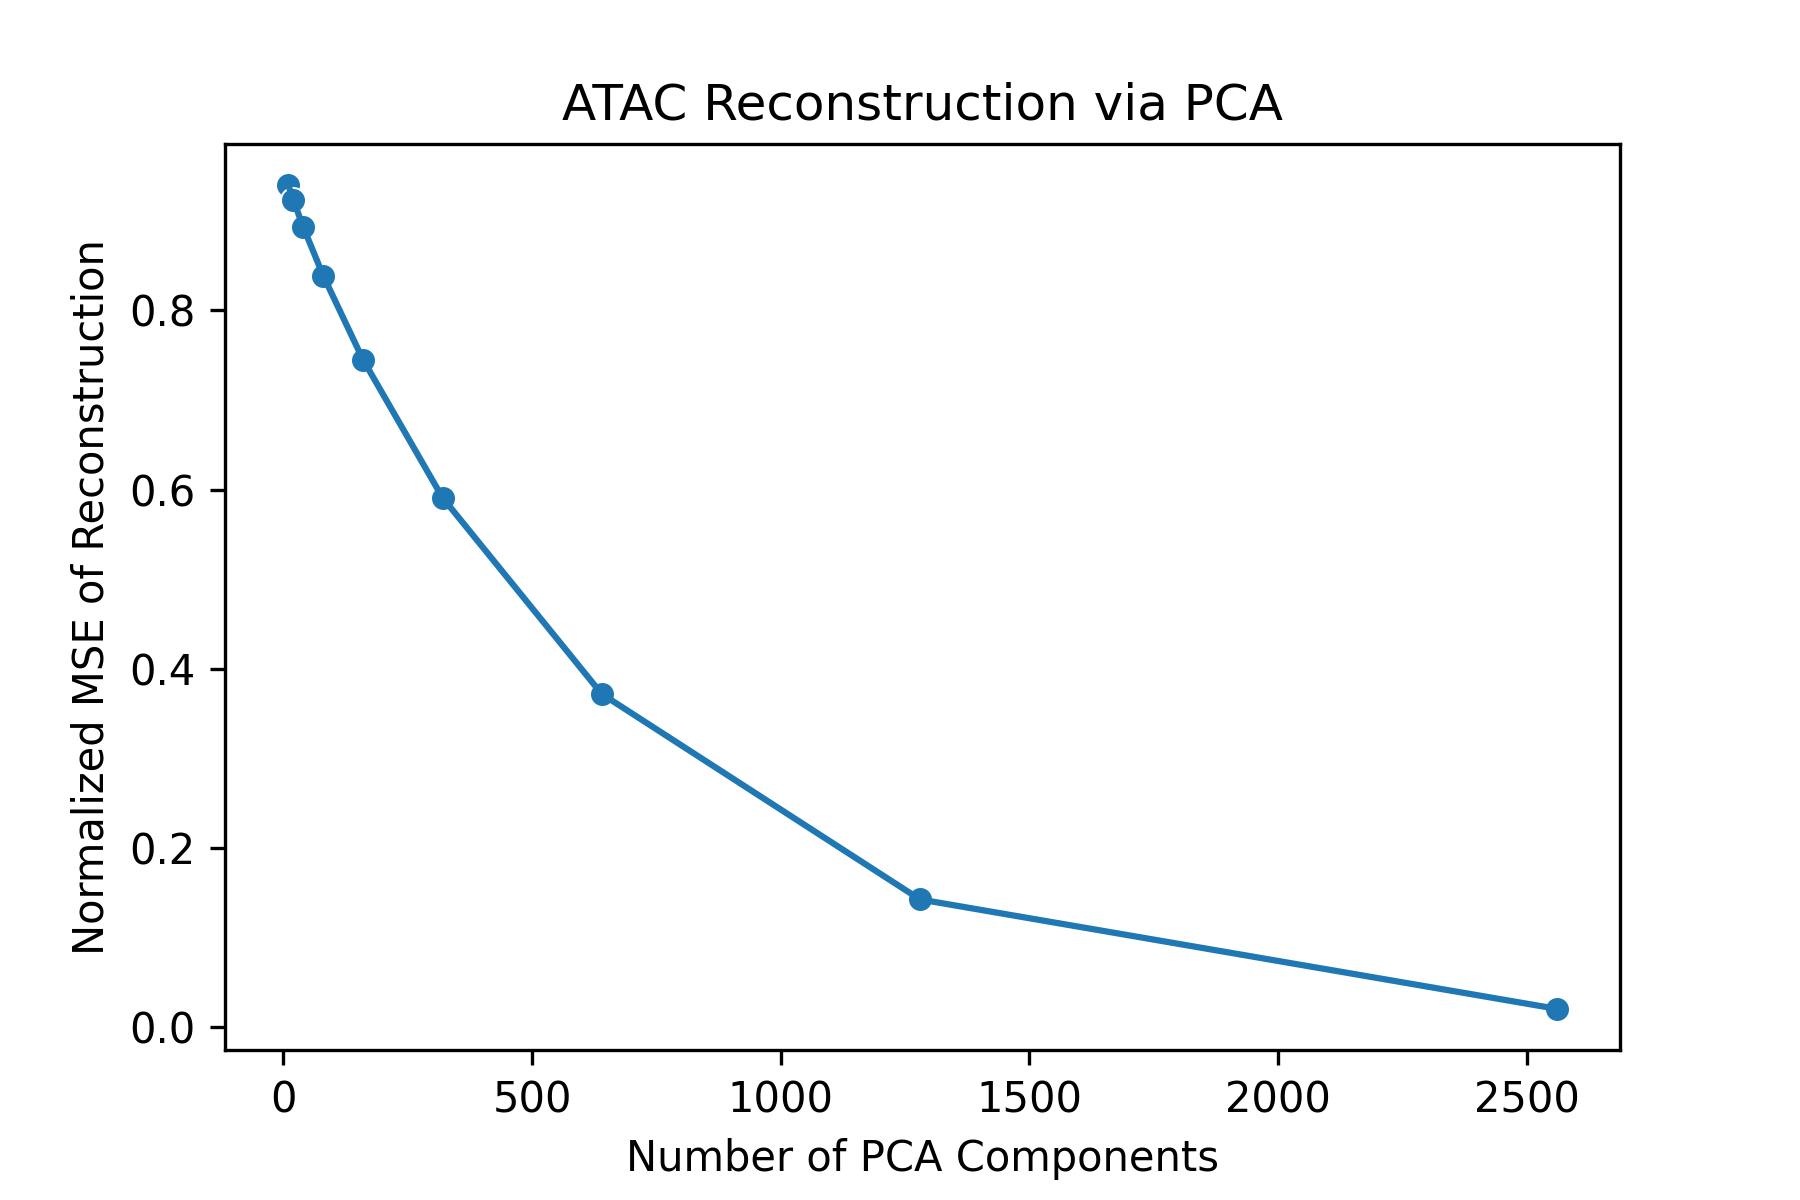 ATAC Reconstruction via PCA
Normalized MSE of Reconstruction
0.8
0.6
0.4
0.2
0.0
0 500 1000 1500 2000 2500
Number of PCA Components